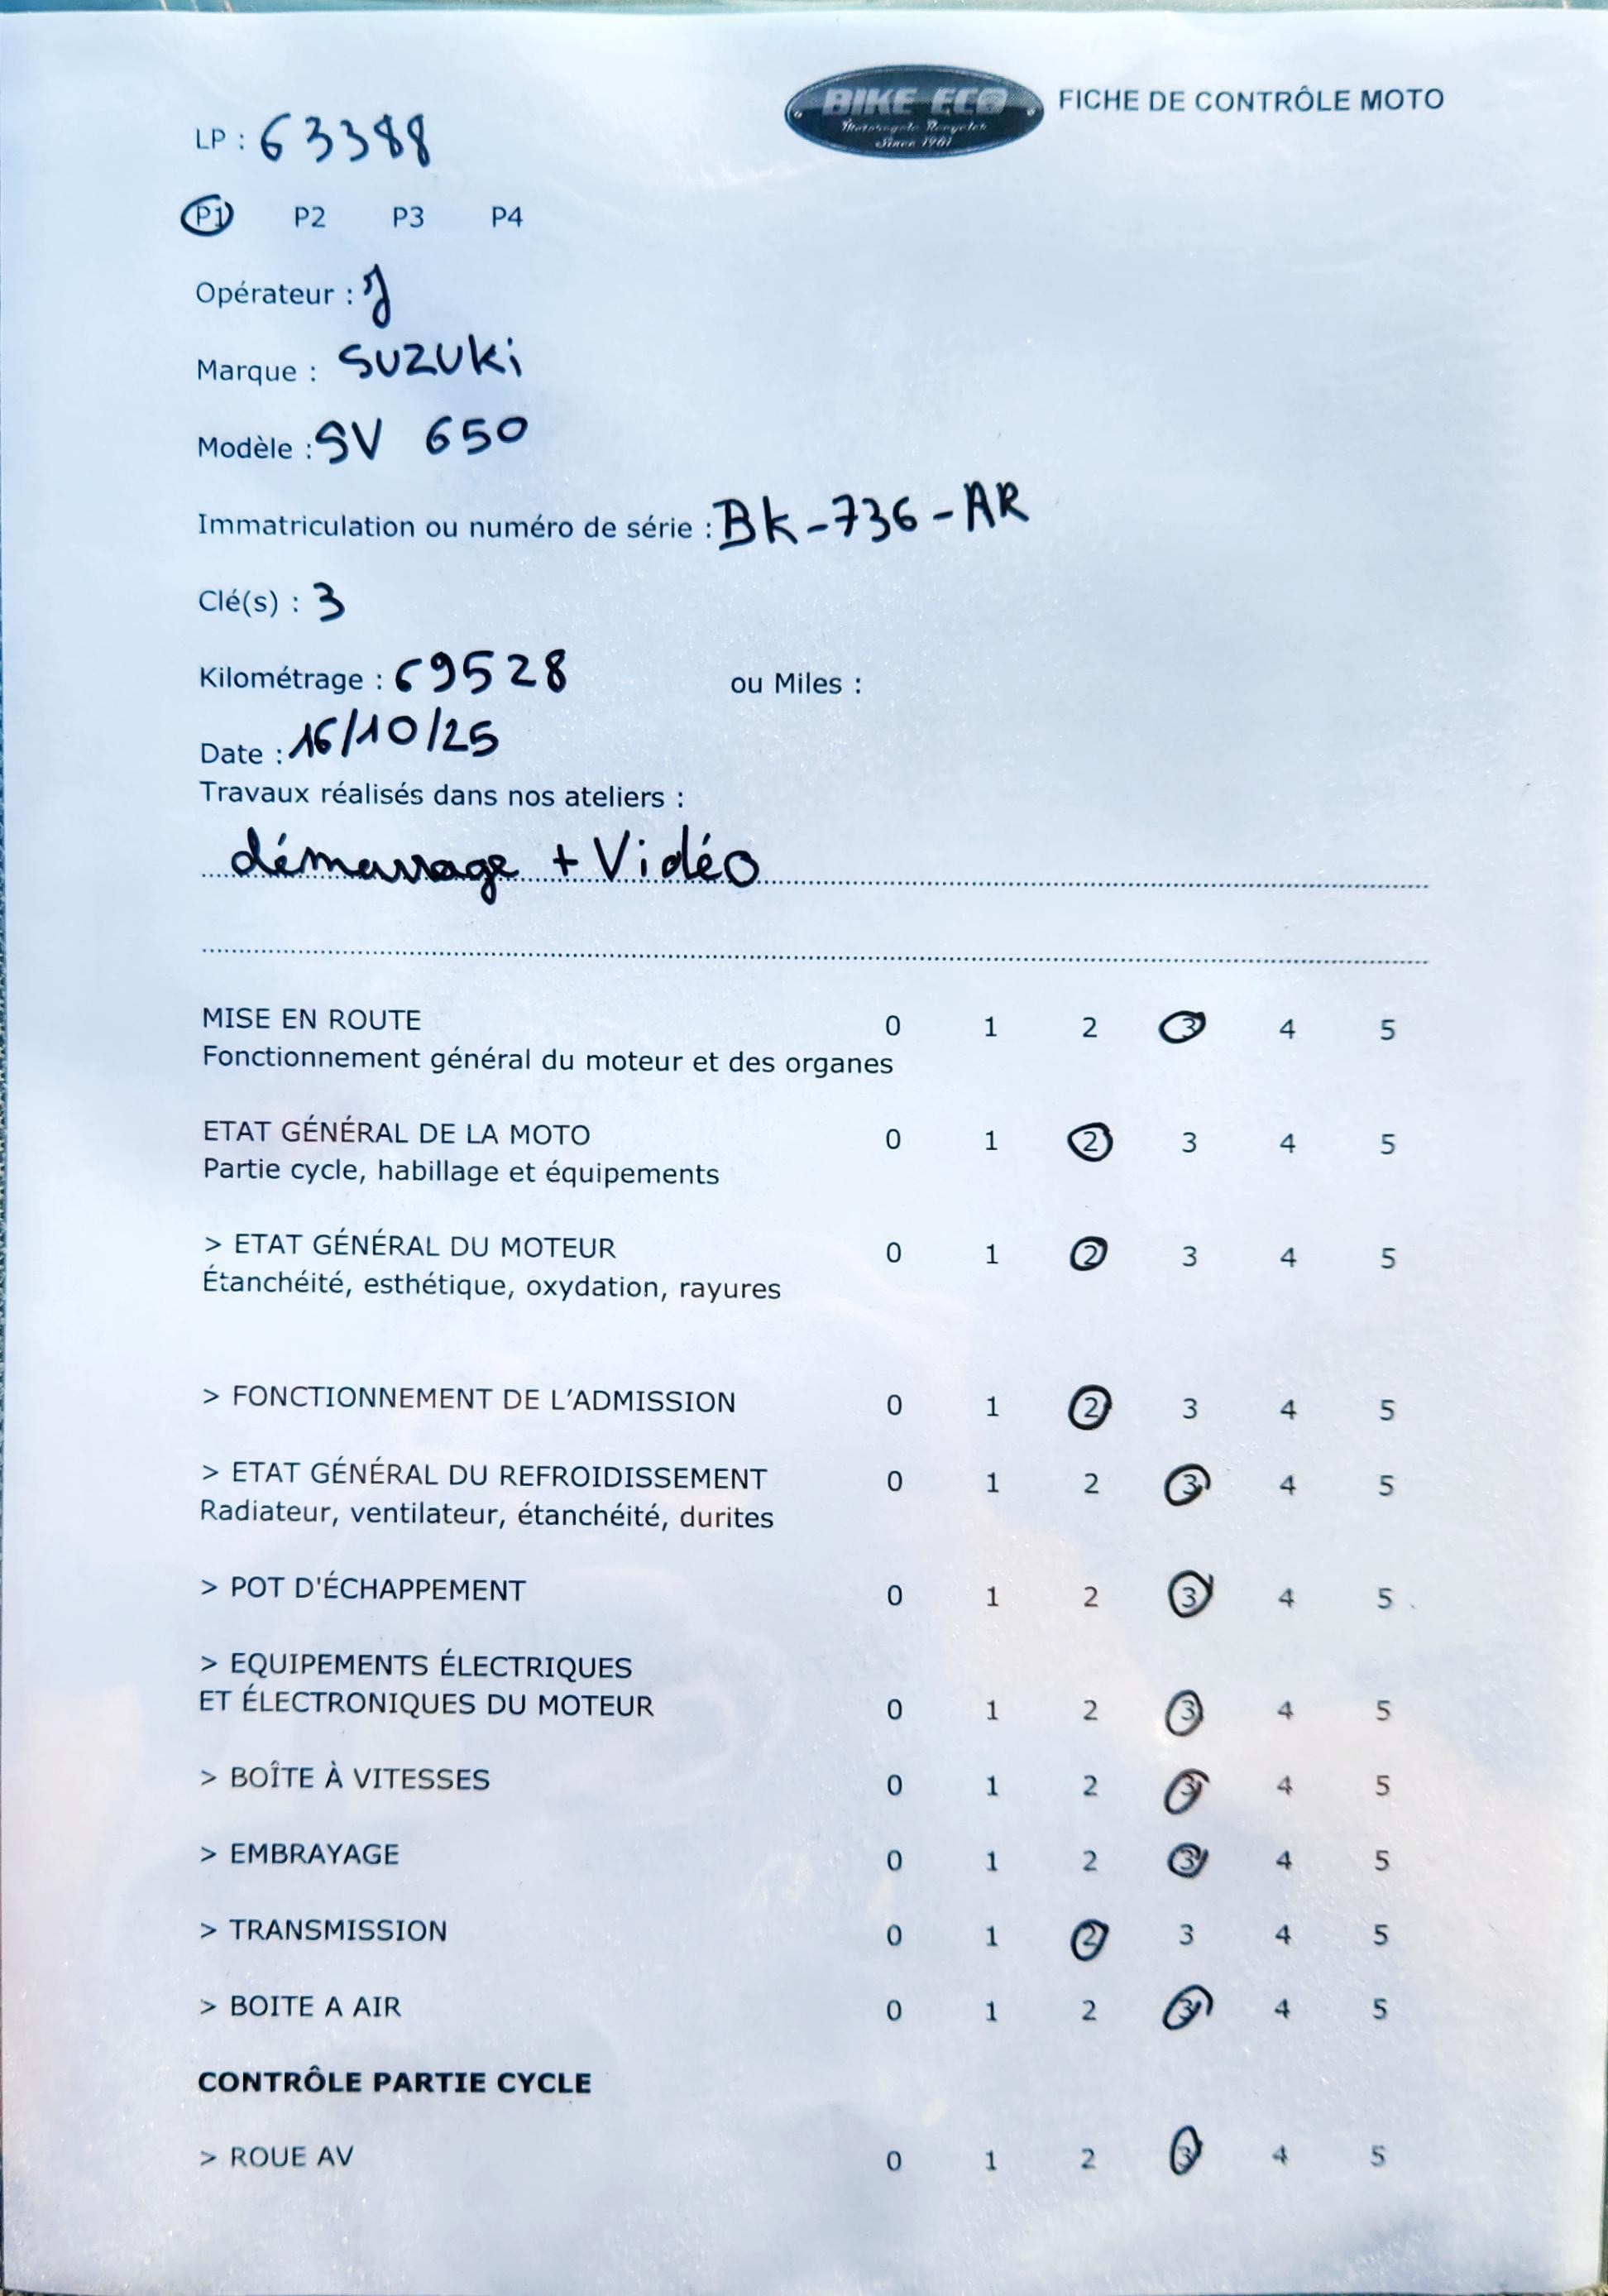 BIKE ECO
Motorcycle Recycler
Since 1961
FICHE DE CONTRÔLE MOTO
LP : 63388
P1 P2 P3 P4
Opérateur : J
Marque : SUZUKi
Modèle : SV 650
Immatriculation ou numéro de série : BK-736-AR
Clé(s) : 3
Kilométrage : 69528 ou Miles :
Date : 16/10/25
Travaux réalisés dans nos ateliers :
démarrage + Vidéo
MISE EN ROUTE 0 1 2 3 4 5
Fonctionnement général du moteur et des organes
ETAT GÉNÉRAL DE LA MOTO 0 1 2 3 4 5
Partie cycle, habillage et équipements
> ETAT GÉNÉRAL DU MOTEUR 0 1 2 3 4 5
Étanchéité, esthétique, oxydation, rayures
> FONCTIONNEMENT DE L'ADMISSION 0 1 2 3 4 5
> ETAT GÉNÉRAL DU REFROIDISSEMENT 0 1 2 3 4 5
Radiateur, ventilateur, étanchéité, durites
> POT D'ÉCHAPPEMENT 0 1 2 3 4 5
> EQUIPEMENTS ÉLECTRIQUES
ET ÉLECTRONIQUES DU MOTEUR 0 1 2 3 4 5
> BOÎTE À VITESSES 0 1 2 3 4 5
> EMBRAYAGE 0 1 2 3 4 5
> TRANSMISSION 0 1 2 3 4 5
> BOITE A AIR 0 1 2 3 4 5
CONTRÔLE PARTIE CYCLE
> ROUE AV 0 1 2 3 4 5